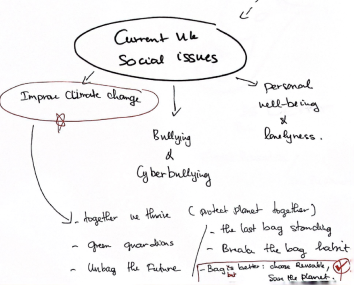 Current Uk
Social issues
Improve Climate change
Bullying
&
Cyberbullying
Personal
well-being
&
lonelyness.
- together we thrive (protect planet together)
- Green guardians
- Unbag the Future
- the last bag standing
- Break the bag habit
- Bag is better: choose Reusable,
Save the planet.